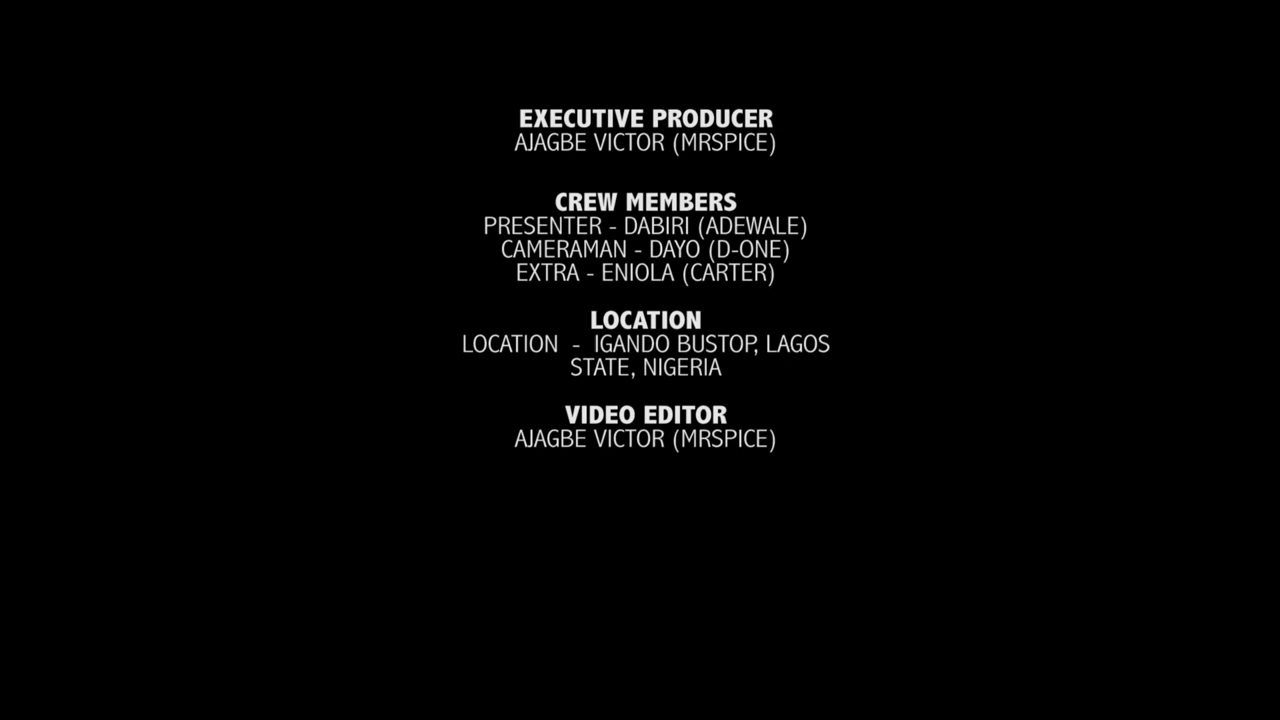 EXECUTIVE PRODUCER
AJAGBE VICTOR (MRSPICE)
CREW MEMBERS
PRESENTER - DABIRI (ADEWALE)
CAMERAMAN - DAYO (D-ONE)
EXTRA - ENIOLA (CARTER)
LOCATION
LOCATION - IGANDO BUSTOP, LAGOS
STATE, NIGERIA
VIDEO EDITOR
AJAGBE VICTOR (MRSPICE)